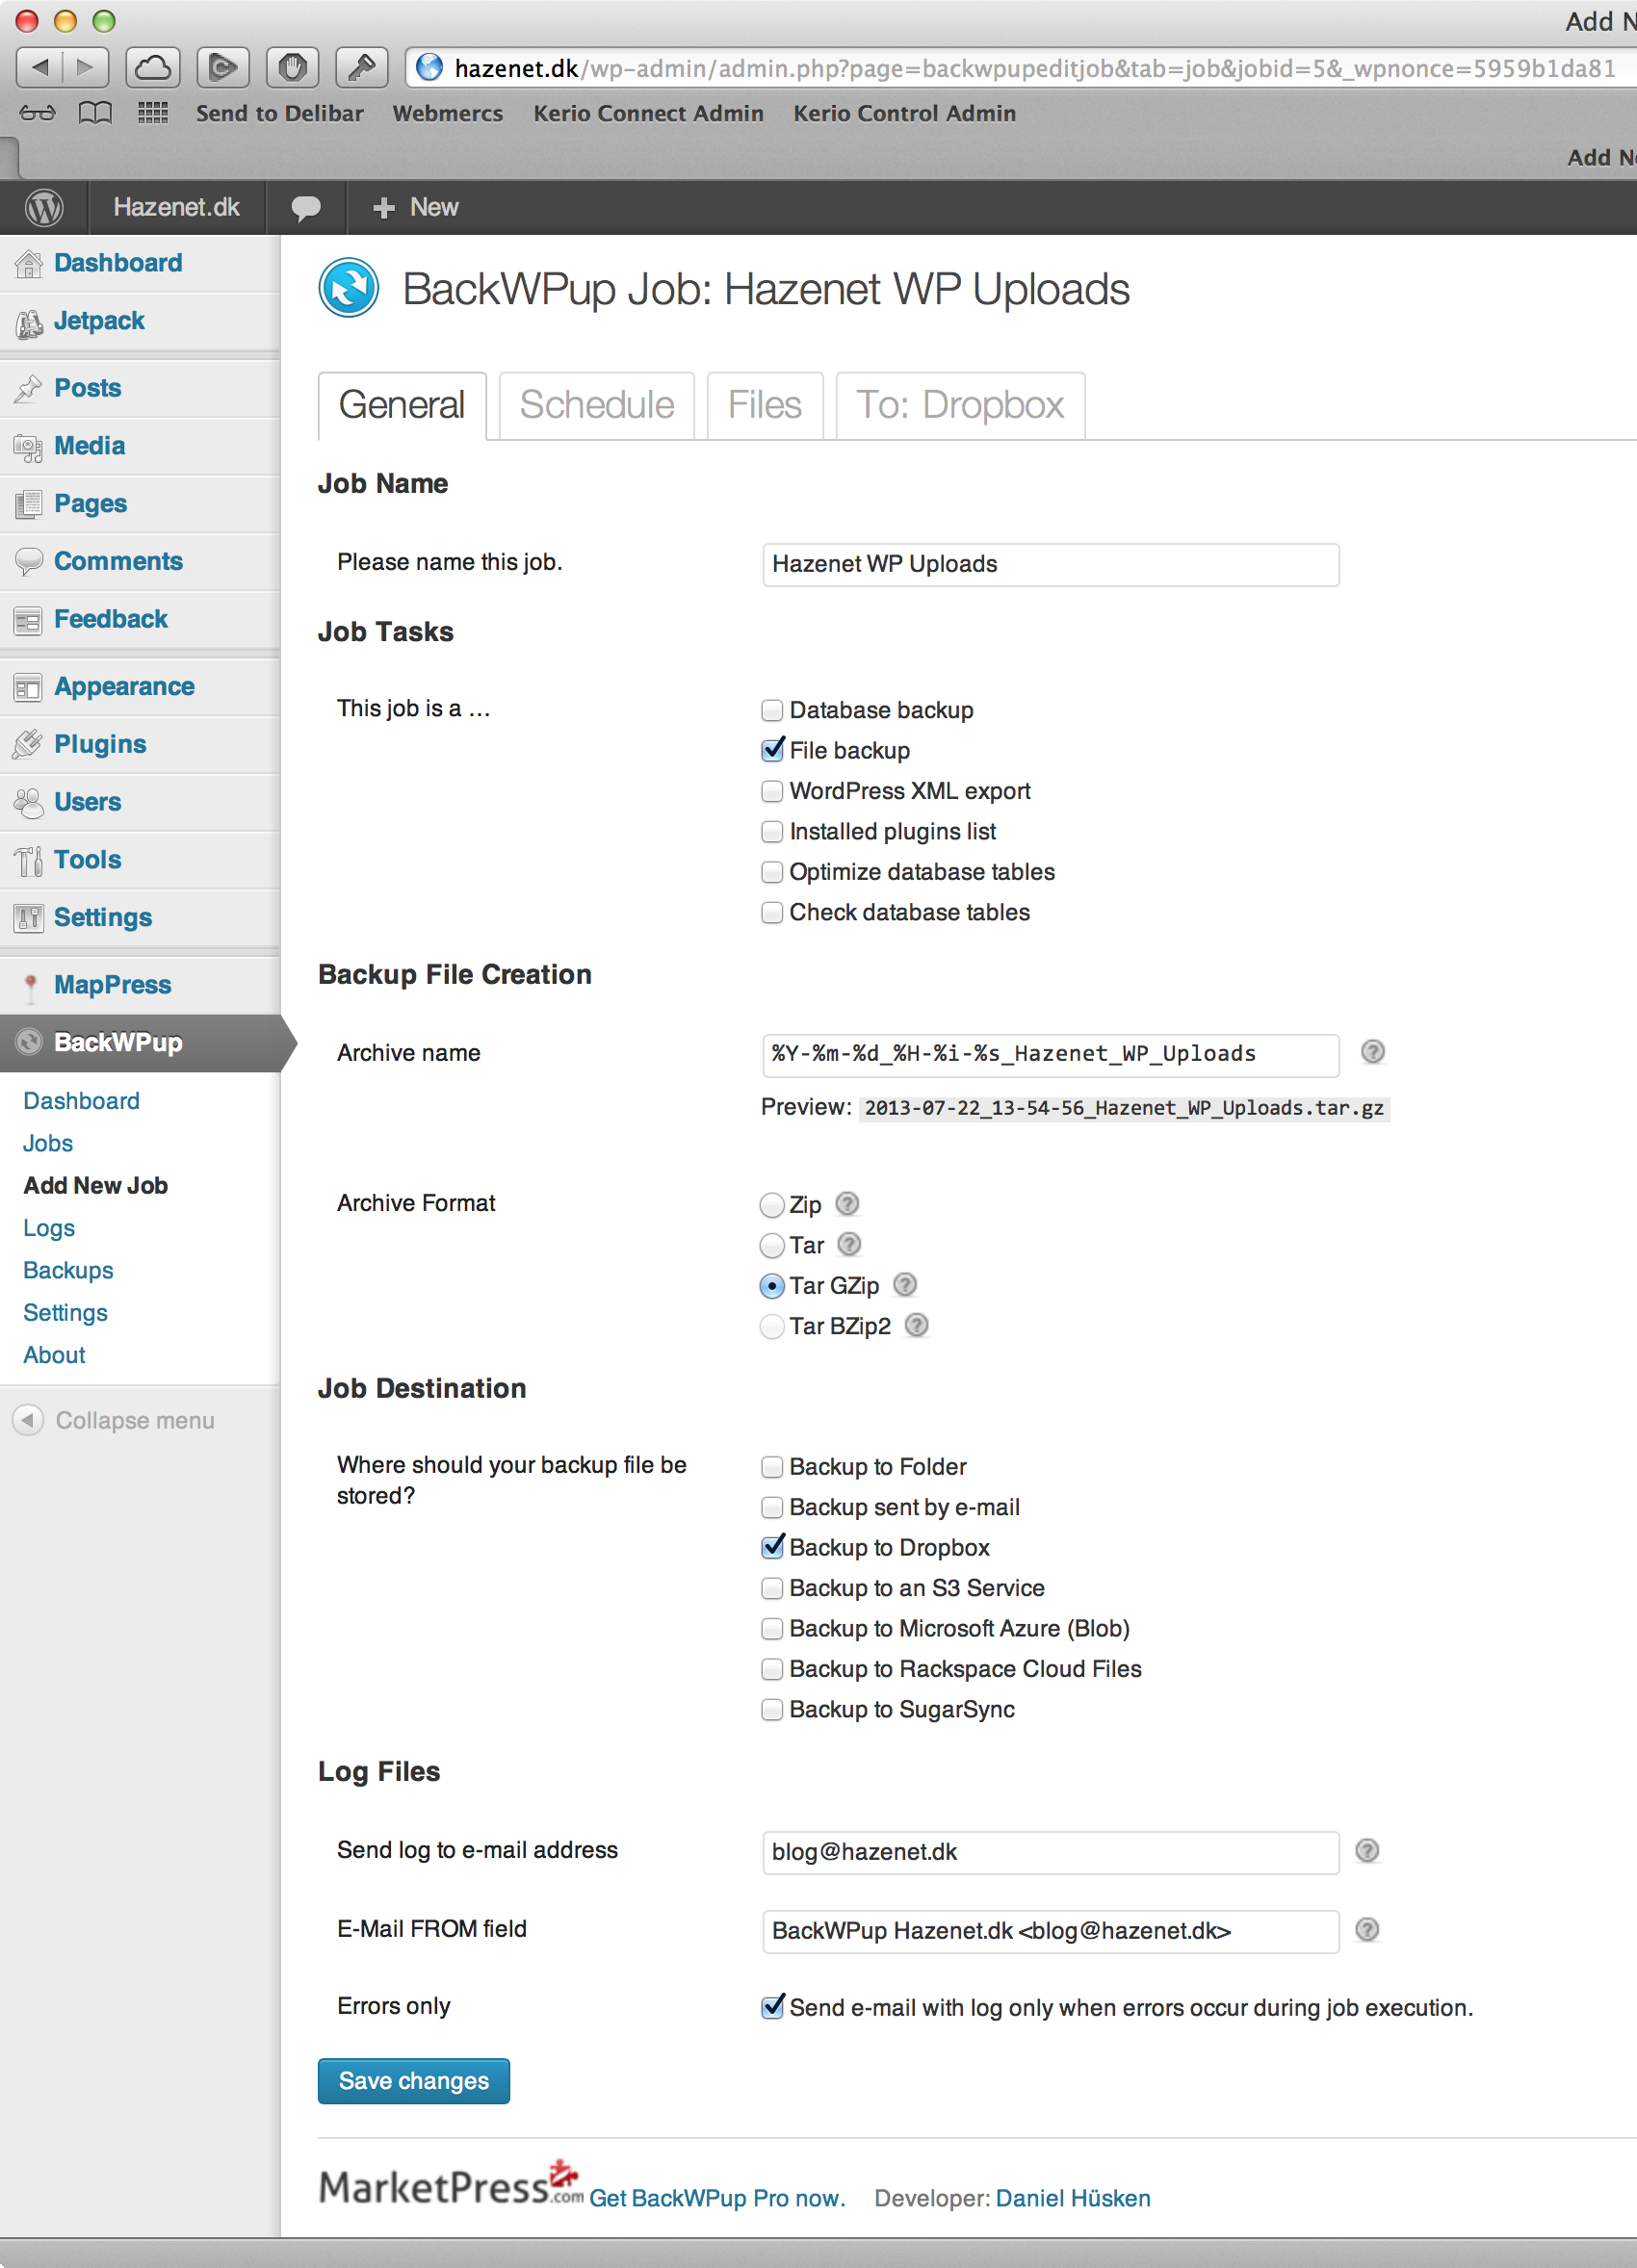 Add N
hazenet.dk/wp-admin/admin.php?page=backwpupeditjob&tab=job&jobid=5&_wpnonce=5959b1da81
Send to Delibar Webmercs Kerio Connect Admin Kerio Control Admin
Add N
Hazenet.dk + New
Dashboard
Jetpack
Posts
Media
Pages
Comments
Feedback
Appearance
Plugins
Users
Tools
Settings
MapPress
BackWPup
Dashboard
Jobs
Add New Job
Logs
Backups
Settings
About
Collapse menu
BackWPup Job: Hazenet WP Uploads
General Schedule Files To: Dropbox
Job Name
Please name this job. Hazenet WP Uploads
Job Tasks
This job is a … Database backup
File backup
WordPress XML export
Installed plugins list
Optimize database tables
Check database tables
Backup File Creation
Archive name %Y-%m-%d_%H-%i-%s_Hazenet_WP_Uploads ?
Preview: 2013-07-22_13-54-56_Hazenet_WP_Uploads.tar.gz
Archive Format Zip ?
Tar ?
Tar GZip ?
Tar BZip2 ?
Job Destination
Where should your backup file be
stored?
Backup to Folder
Backup sent by e-mail
Backup to Dropbox
Backup to an S3 Service
Backup to Microsoft Azure (Blob)
Backup to Rackspace Cloud Files
Backup to SugarSync
Log Files
Send log to e-mail address blog@hazenet.dk ?
E-Mail FROM field BackWPup Hazenet.dk <blog@hazenet.dk> ?
Errors only Send e-mail with log only when errors occur during job execution.
Save changes
MarketPress.com Get BackWPup Pro now. Developer: Daniel Hüsken